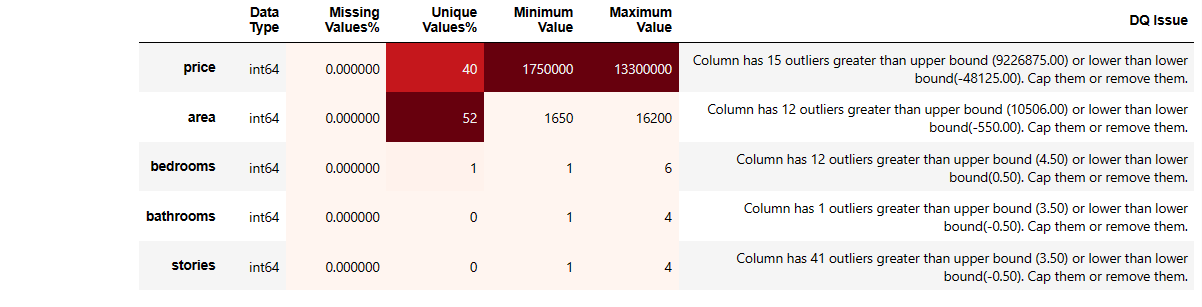 Data Type Missing Values% Unique Values% Minimum Value Maximum Value DQ Issue
price int64 0.000000 40 1750000 13300000 Column has 15 outliers greater than upper bound (9226875.00) or lower than lower
bound(-48125.00). Cap them or remove them.
area int64 0.000000 52 1650 16200 Column has 12 outliers greater than upper bound (10506.00) or lower than lower
bound(-550.00). Cap them or remove them.
bedrooms int64 0.000000 1 1 6 Column has 12 outliers greater than upper bound (4.50) or lower than lower
bound(0.50). Cap them or remove them.
bathrooms int64 0.000000 0 1 4 Column has 1 outliers greater than upper bound (3.50) or lower than lower
bound(-0.50). Cap them or remove them.
stories int64 0.000000 0 1 4 Column has 41 outliers greater than upper bound (3.50) or lower than lower
bound(-0.50). Cap them or remove them.